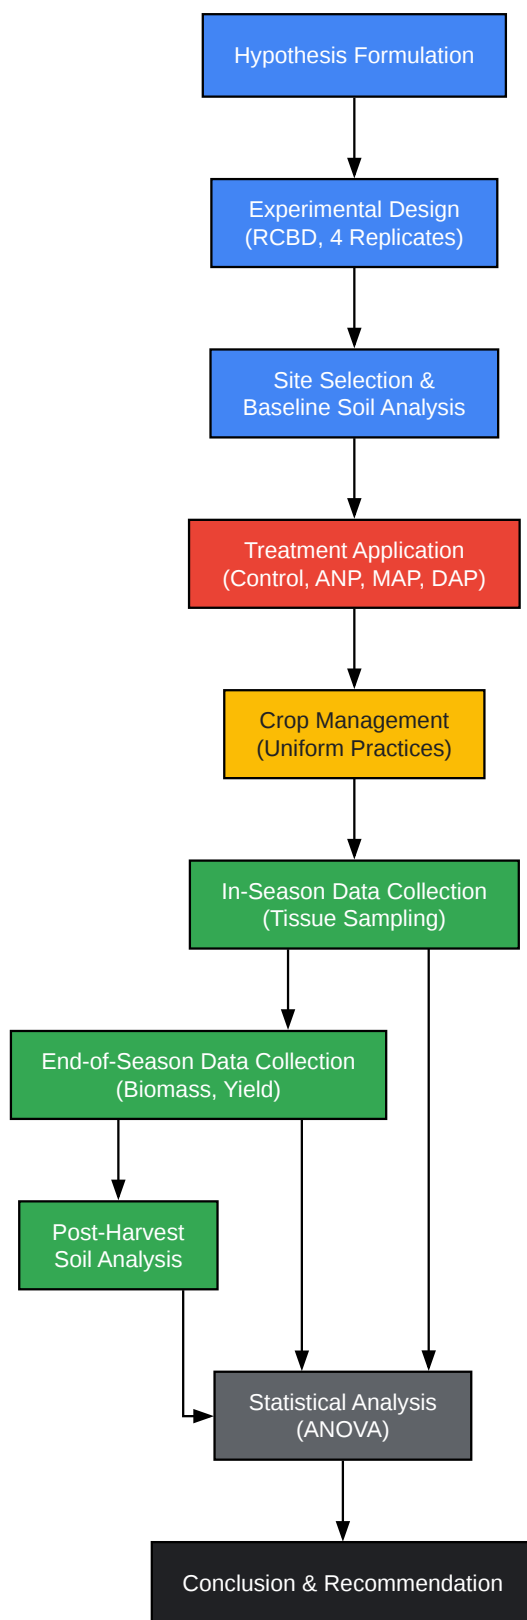 Hypothesis Formulation
Experimental Design
(RCBD, 4 Replicates)
Site Selection &
Baseline Soil Analysis
Treatment Application
(Control, ANP, MAP, DAP)
Crop Management
(Uniform Practices)
In-Season Data Collection
(Tissue Sampling)
End-of-Season Data Collection
(Biomass, Yield)
Post-Harvest
Soil Analysis
Statistical Analysis
(ANOVA)
Conclusion & Recommendation